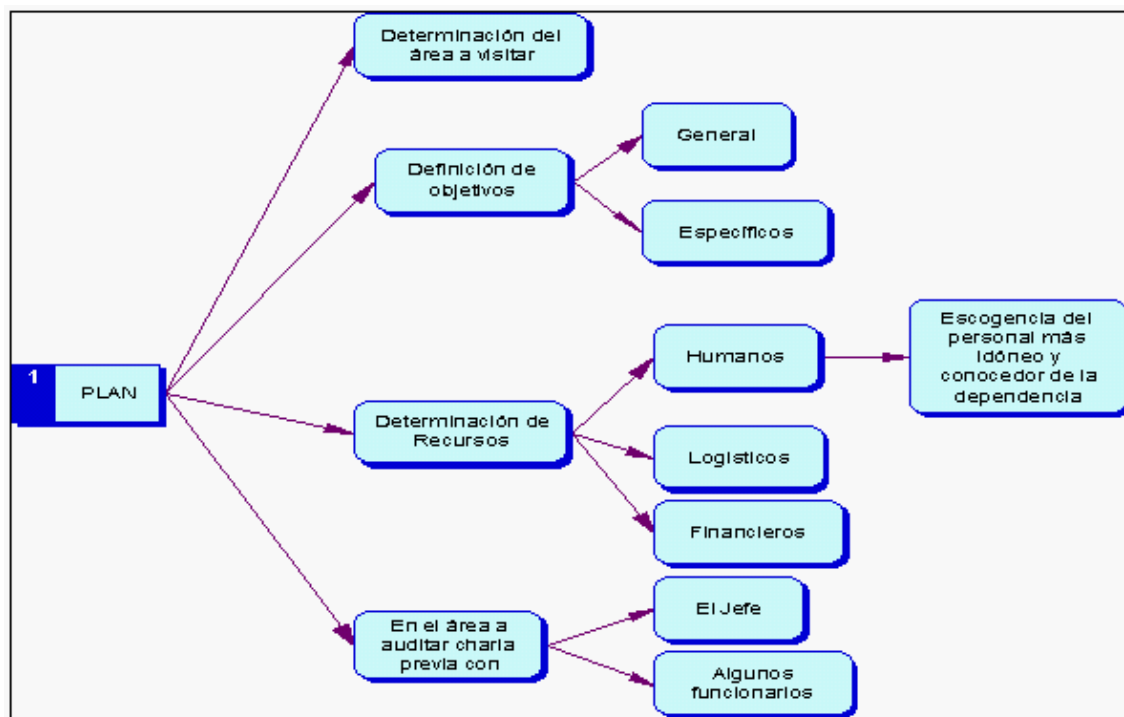 Determinación del
área a visitar
General
Definición de
objetivos
Específicos
Escogencia del
personal más
idóneo y
conocedor de la
dependencia
Humanos
1
PLAN
Determinación de
Recursos
Logísticos
Financieros
El Jefe
En el área a
auditar charla
previa con
Algunos
funcionarios